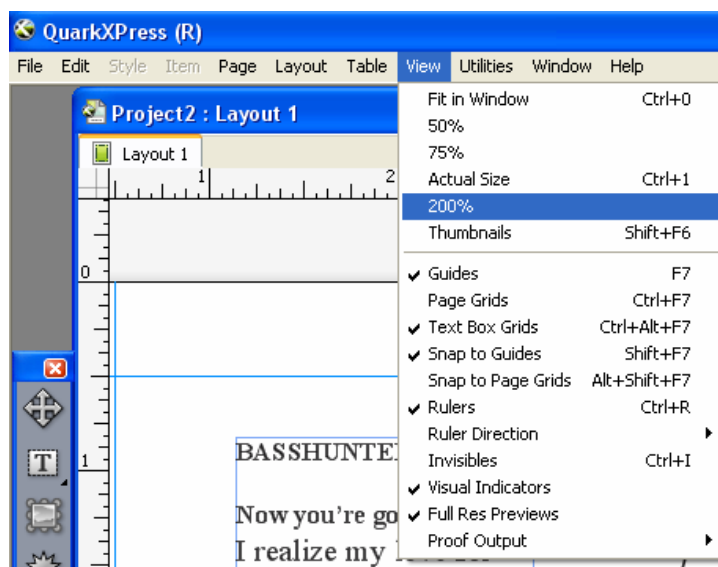 QuarkXPress (R)
File Edit Style Item Page Layout Table View Utilities Window Help
Project2 : Layout 1
Layout 1
1 2
0
1
T
Fit in Window Ctrl+0
50%
75%
Actual Size Ctrl+1
200%
Thumbnails Shift+F6
Guides F7
Page Grids Ctrl+F7
Text Box Grids Ctrl+Alt+F7
Snap to Guides Shift+F7
Snap to Page Grids Alt+Shift+F7
Rulers Ctrl+R
Ruler Direction
Invisibles Ctrl+I
Visual Indicators
Full Res Previews
Proof Output
BASSHUNTE
Now you're go
I realize my